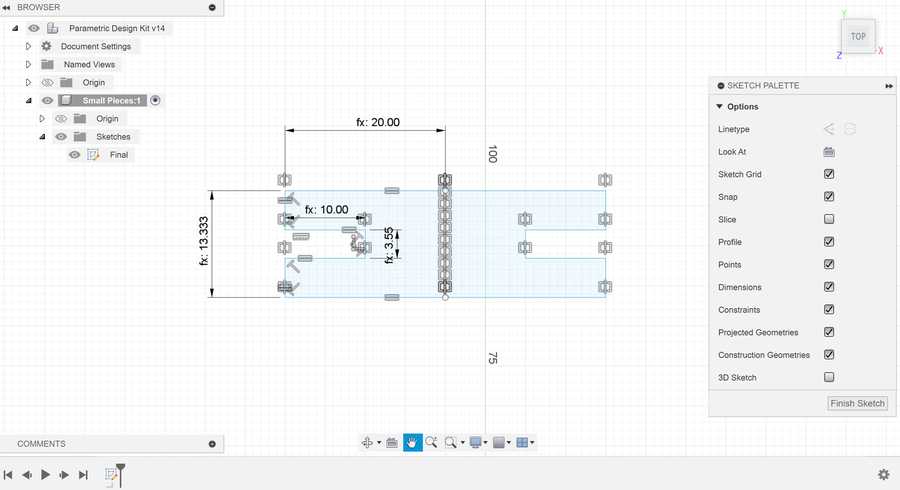 BROWSER
Parametric Design Kit v14
Document Settings
Named Views
Origin
Small Pieces:1
Origin
Sketches
Final
fx: 20.00
100
fx: 10.00
fx: 13.333
fx: 3.55
75
Y
TOP
Z
X
SKETCH PALETTE
Options
Linetype
Look At
Sketch Grid
Snap
Slice
Profile
Points
Dimensions
Constraints
Projected Geometries
Construction Geometries
3D Sketch
Finish Sketch
COMMENTS